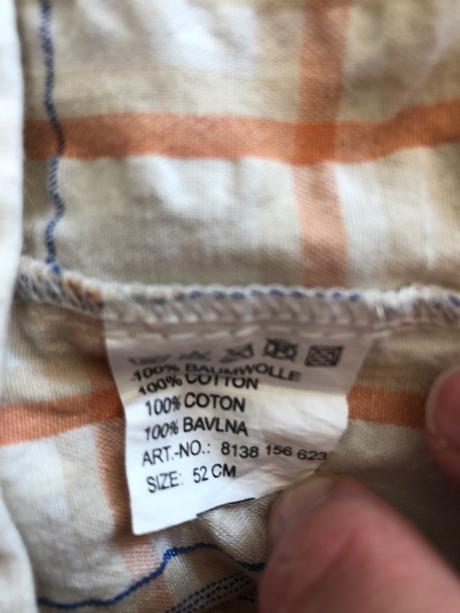 100% BAUMWOLLE
100% COTTON
100% COTON
100% BAVLNA
ART.-NO.: 8138 156 623
SIZE: 52 CM